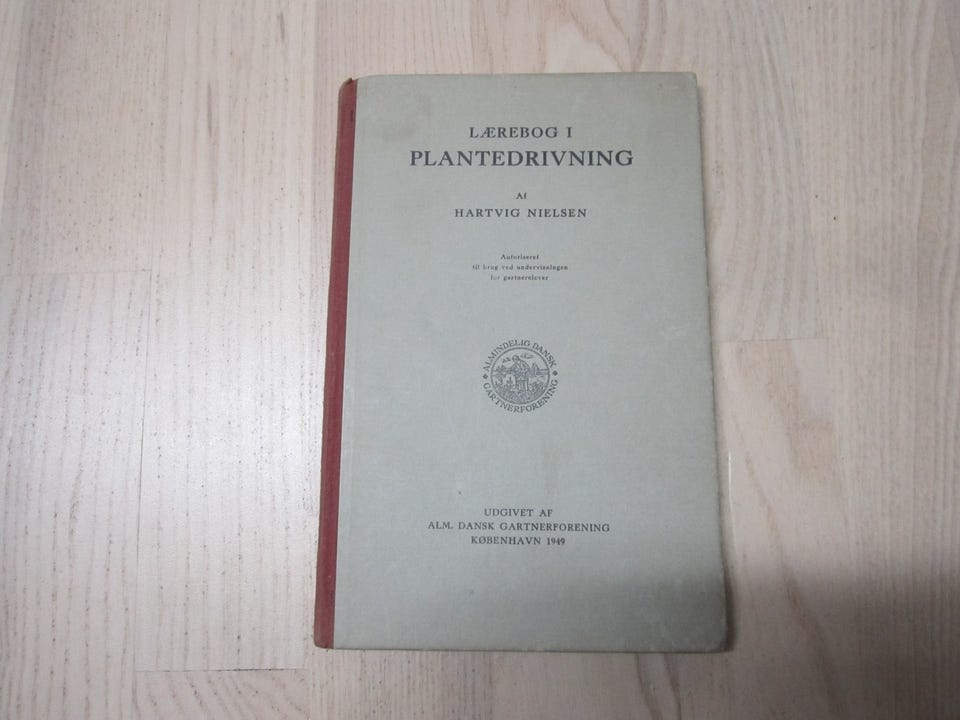 LÆREBOG I
PLANTEDRIVNING
Af
HARTVIG NIELSEN
Autoriseret
til brug ved undervisningen
for gartnerelever
ALMINDELIG DANSK
GARTNERFORENING
UDGIVET AF
ALM. DANSK GARTNERFORENING
KØBENHAVN 1949